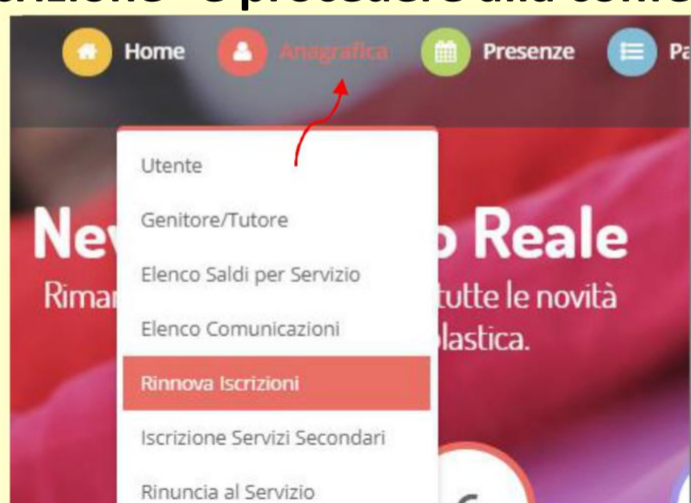 Home Anagrafica Presenze
Utente
Genitore/Tutore
Reale
Elenco Saldi per Servizio
tutte le novità
Elenco Comunicazioni
Rinnova Iscrizioni
Iscrizione Servizi Secondari
Rinuncia al Servizio